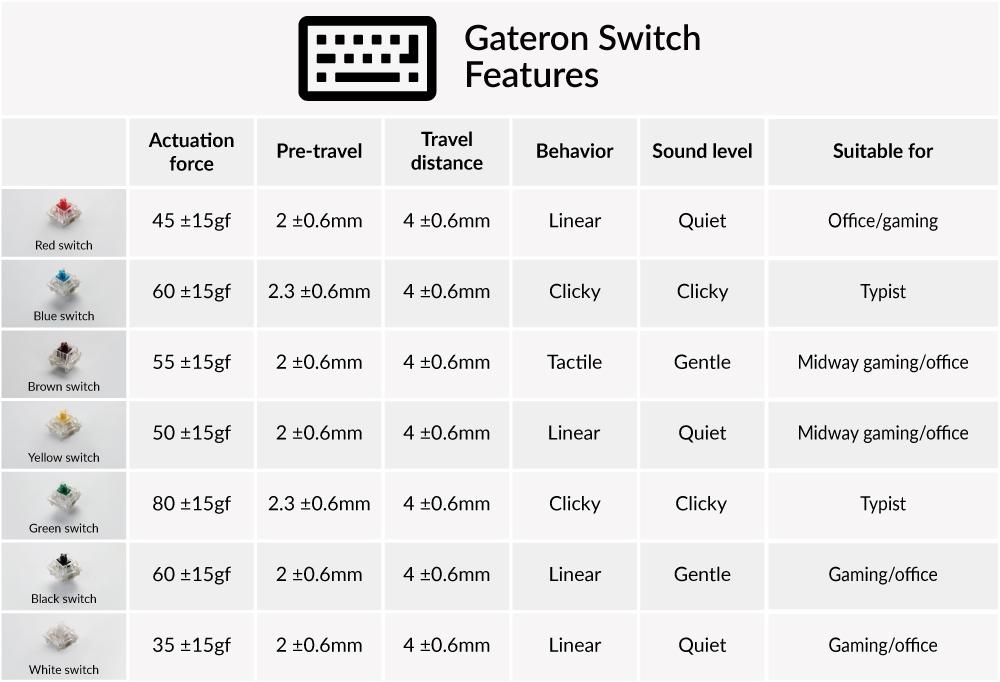 Gateron Switch
Features
Actuation force Pre-travel Travel distance Behavior Sound level Suitable for
Red switch 45 ±15gf 2 ±0.6mm 4 ±0.6mm Linear Quiet Office/gaming
Blue switch 60 ±15gf 2.3 ±0.6mm 4 ±0.6mm Clicky Clicky Typist
Brown switch 55 ±15gf 2 ±0.6mm 4 ±0.6mm Tactile Gentle Midway gaming/office
Yellow switch 50 ±15gf 2 ±0.6mm 4 ±0.6mm Linear Quiet Midway gaming/office
Green switch 80 ±15gf 2.3 ±0.6mm 4 ±0.6mm Clicky Clicky Typist
Black switch 60 ±15gf 2 ±0.6mm 4 ±0.6mm Linear Gentle Gaming/office
White switch 35 ±15gf 2 ±0.6mm 4 ±0.6mm Linear Quiet Gaming/office